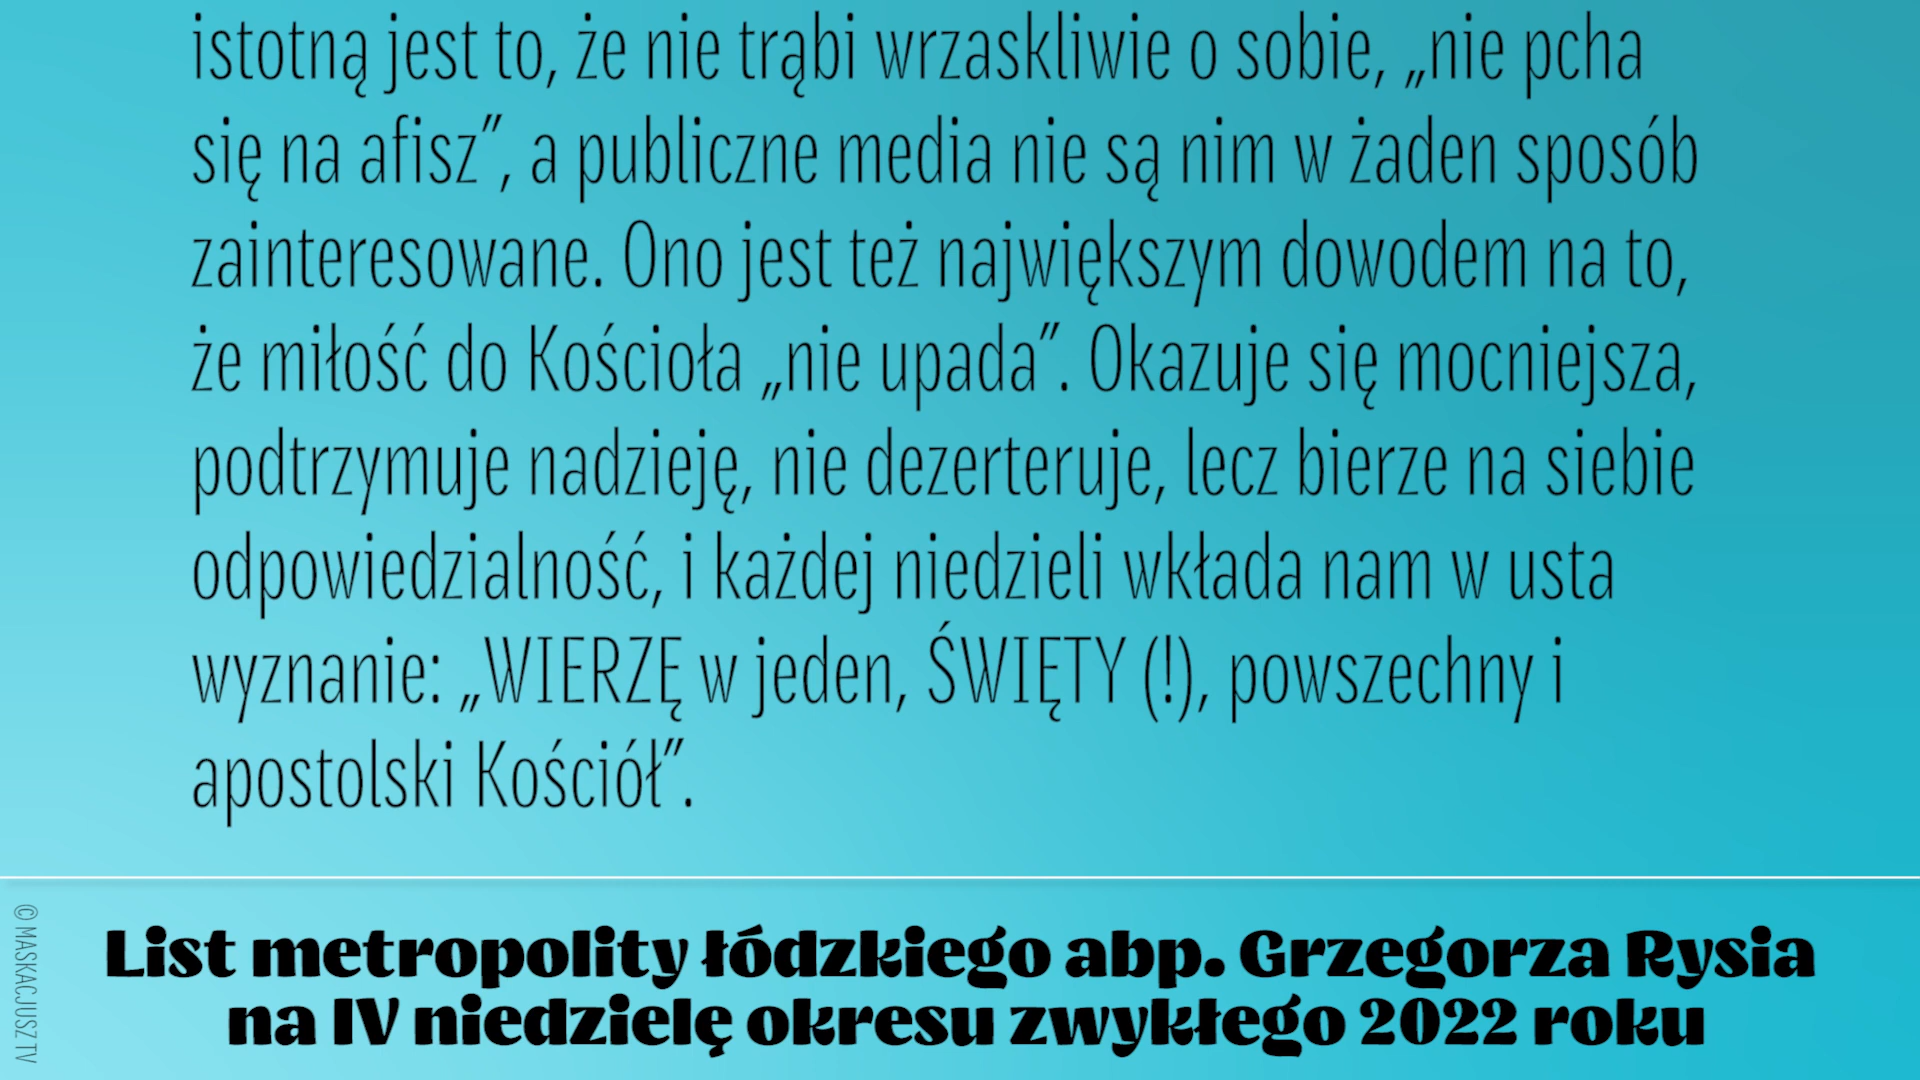 istotną jest to, że nie trąbi wrzaskliwie o sobie, „nie pcha
się na afisz”, a publiczne media nie są nim w żaden sposób
zainteresowane. Ono jest też największym dowodem na to,
że miłość do Kościoła „nie upada”. Okazuje się mocniejsza,
podtrzymuje nadzieję, nie dezerteruje, lecz bierze na siebie
odpowiedzialność, i każdej niedzieli wkłada nam w usta
wyznanie: „WIERZĘ w jeden, ŚWIĘTY (!), powszechny i
apostolski Kościół”.
List metropolity łódzkiego abp. Grzegorza Rysia
na IV niedzielę okresu zwykłego 2022 roku
© MASKACJUSZ TV